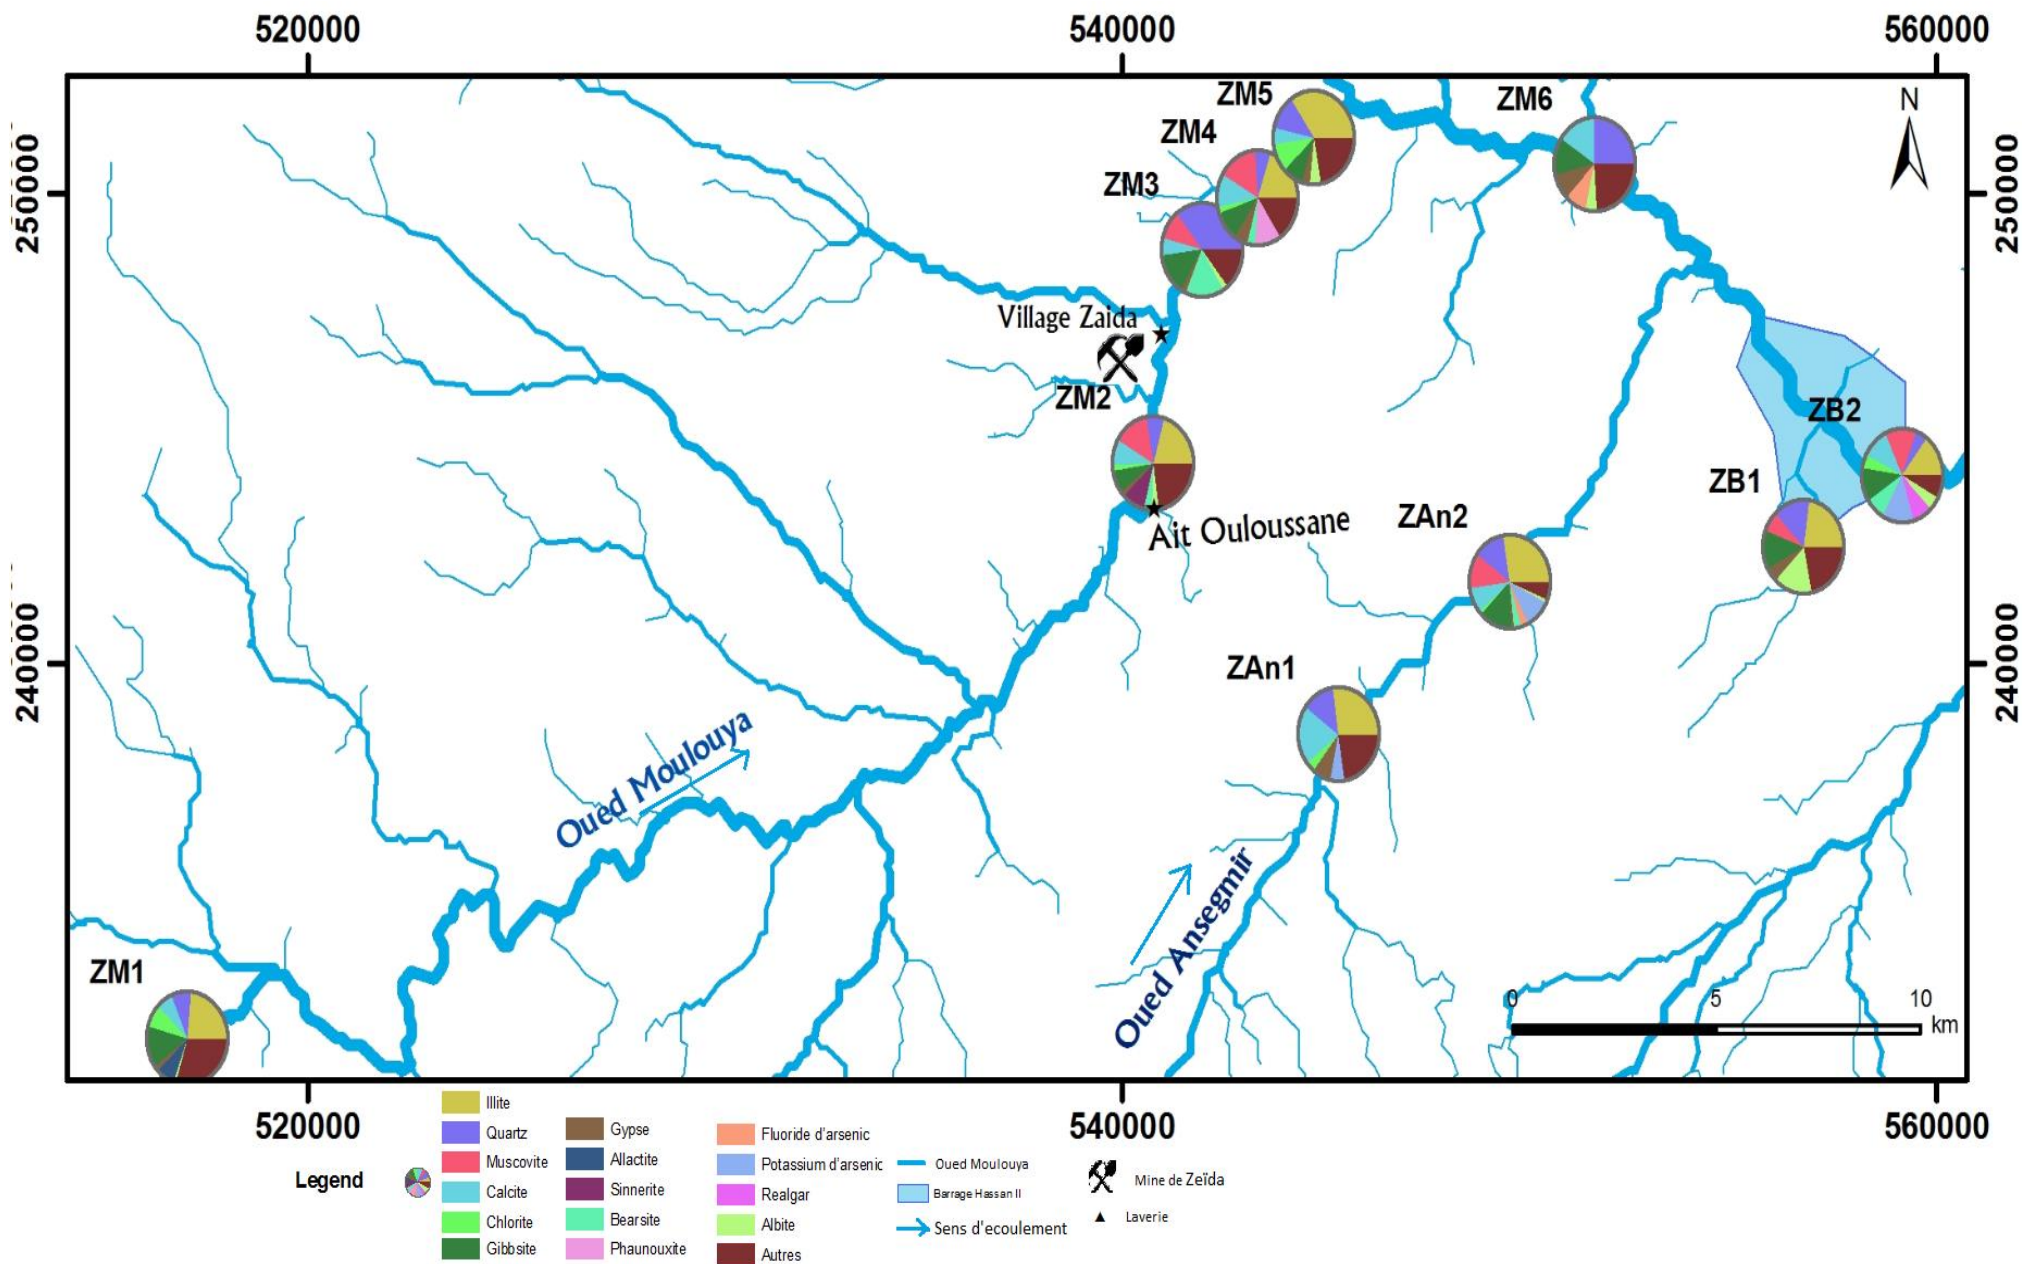 520000
540000
560000
ZM5
ZM6
N
ZM4
ZM3
250000
250000
Village Zaida
ZM2
ZB2
ZB1
ZAn2
Ait Ouloussane
240000
240000
ZAn1
Oued Moulouya
Oued Ansegmir
ZM1
0 5 10
km
520000
540000
560000
Legend
Illite
Quartz
Muscovite
Calcite
Chlorite
Gibbsite
Gypse
Allactite
Sinnerite
Bearsite
Phaunouxite
Fluoride d'arsenic
Potassium d'arsenic
Realgar
Albite
Autres
Oued Moulouya
Barrage Hassan II
Sens d'ecoulement
Mine de Zeïda
Laverie